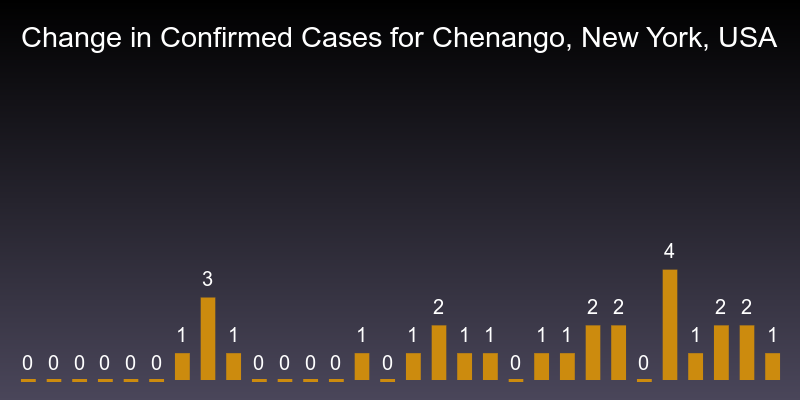 Change in Confirmed Cases for Chenango, New York, USA
4
3
2 2 2 2 2
1 1 1 1 1 1 1 1 1 1
0 0 0 0 0 0 0 0 0 0 0 0 0